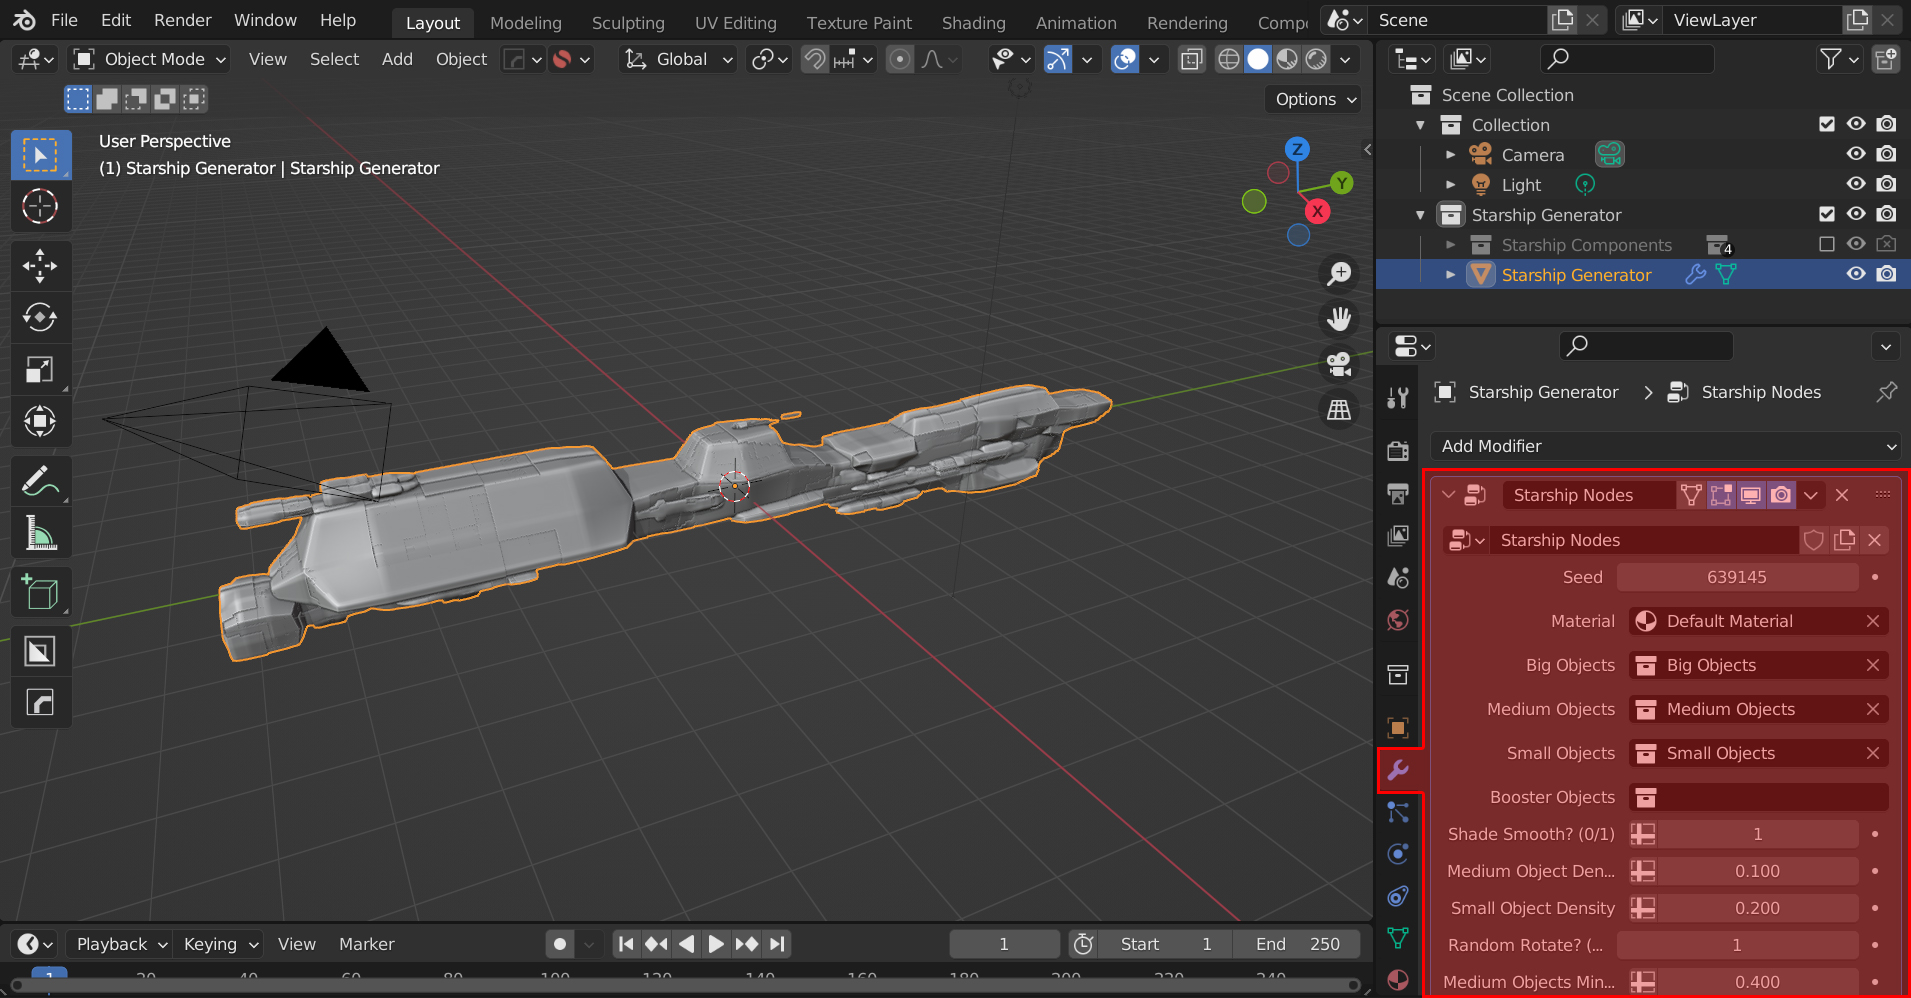 File Edit Render Window Help Layout Modeling Sculpting UV Editing Texture Paint Shading Animation Rendering Scene ViewLayer
Object Mode View Select Add Object Global
Options
User Perspective
(1) Starship Generator | Starship Generator
Z
Y
X
Scene Collection
Collection
Camera
Light
Starship Generator
Starship Components 4
Starship Generator
Starship Generator > Starship Nodes
Add Modifier
Starship Nodes
Starship Nodes
Seed 639145
Material Default Material
Big Objects Big Objects
Medium Objects Medium Objects
Small Objects Small Objects
Booster Objects
Shade Smooth? (0/1) 1
Medium Object Den... 0.100
Small Object Density 0.200
Random Rotate? (... 1
Medium Objects Min... 0.400
Playback Keying View Marker 1 Start 1 End 250
1 20 40 60 80 100 120 140 160 180 200 220 240